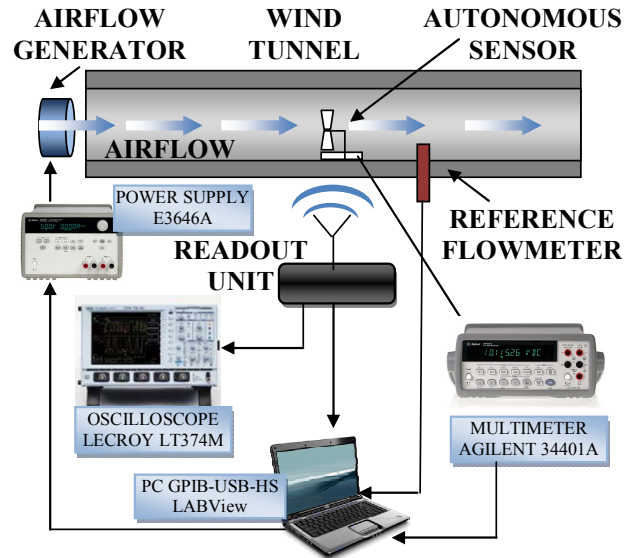 AIRFLOW
GENERATOR
WIND
TUNNEL
AUTONOMOUS
SENSOR
AIRFLOW
POWER SUPPLY
E3646A
READOUT
UNIT
REFERENCE
FLOWMETER
OSCILLOSCOPE
LECROY LT374M
MULTIMETER
AGILENT 34401A
PC GPIB-USB-HS
LABView